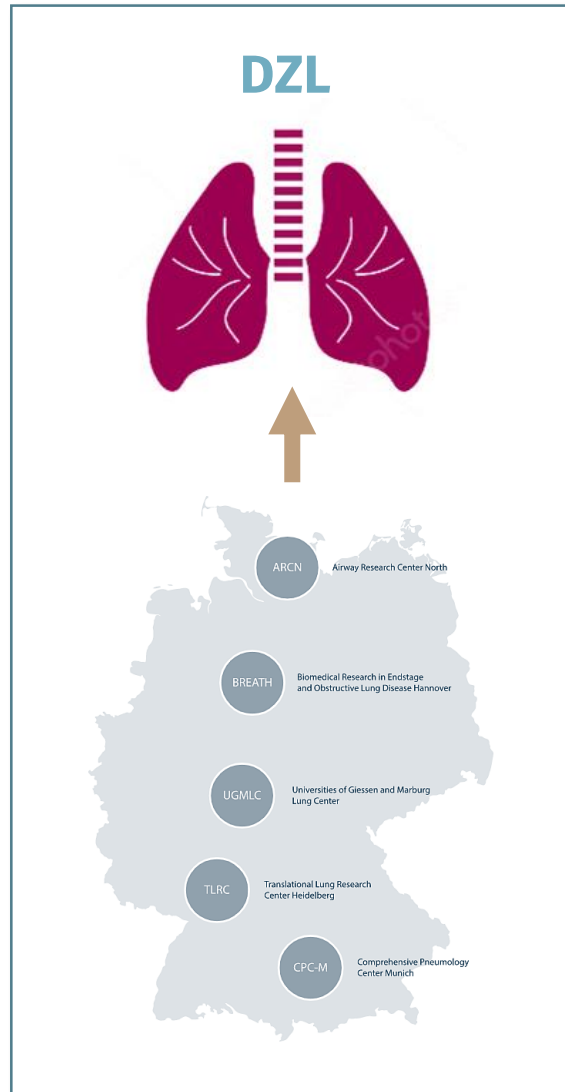 DZL
ARCN
Airway Research Center North
BREATH
Biomedical Research in Endstage
and Obstructive Lung Disease Hannover
UGMLC
Universities of Giessen and Marburg
Lung Center
TLRC
Translational Lung Research
Center Heidelberg
CPC-M
Comprehensive Pneumology
Center Munich